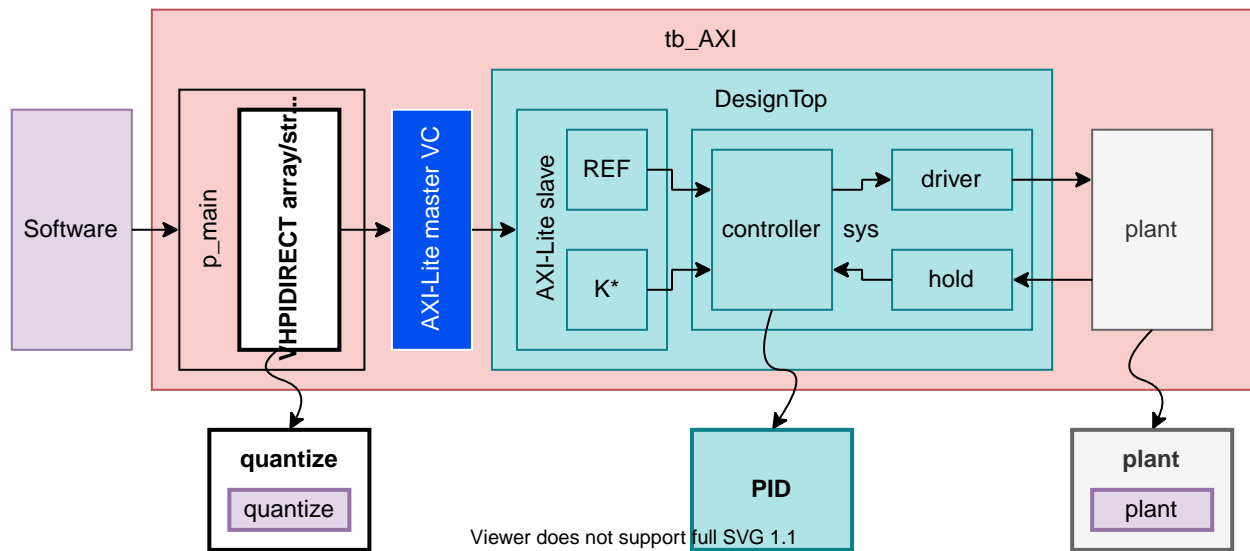 tb_AXI
DesignTop
Software
p_main
VHPIDIRECT array/str...
AXI-Lite master VC
AXI-Lite slave
REF
K*
controller
sys
driver
hold
plant
quantize
quantize
PID
plant
plant
Viewer does not support full SVG 1.1